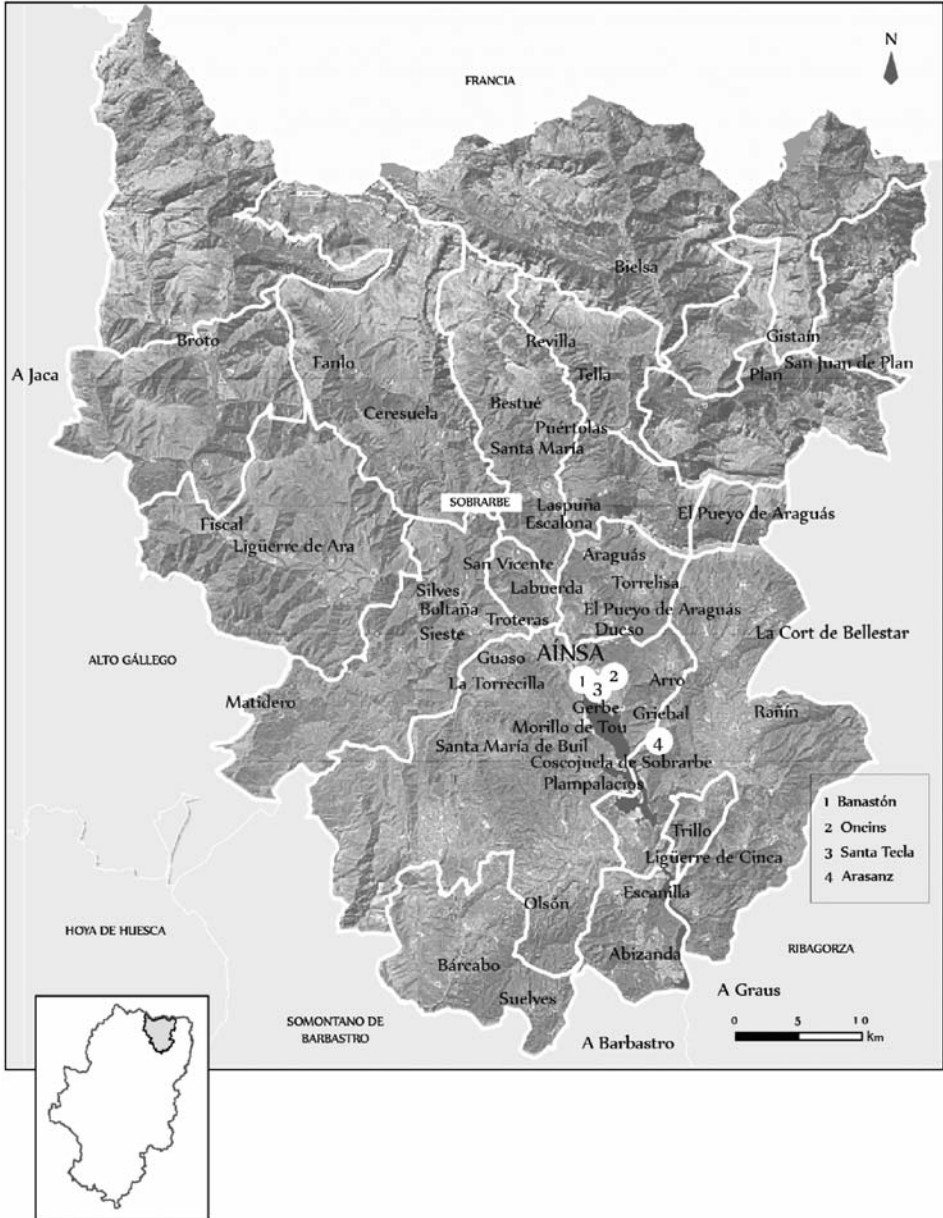 N
FRANCIA
Bielsa
Gistaín
Broto
Revilla
San Juan de Plan
A Jaca
Fanlo
Tella
Plan
Bestué
Ceresuela
Puértolas
Santa María
SOBRARBE
Laspuña
El Pueyo de Araguás
Escalona
Fiscal
Ligüerre de Ara
Araguás
San Vicente
Silves
Labuerda
Torrelisa
Boltaña
El Pueyo de Araguás
Troteras
Sieste
Dueso
La Cort de Bellestar
AÍNSA
Guaso
ALTO GÁLLEGO
La Torrecilla
1
2
3
Arro
Matidero
Gerbe
Griebal
Rañín
Morillo de Tou
Santa María de Buil
4
Coscojuela de Sobrarbe
Plampalacios
1 Banastón
2 Oncins
3 Santa Tecla
4 Arasanz
Trillo
Ligüerre de Cinca
Escanilla
Olsón
HOYA DE HUESCA
Abizanda
RIBAGORZA
Bárcabo
Suelves
A Graus
SOMONTANO DE
BARBASTRO
A Barbastro
0 5 10
Km